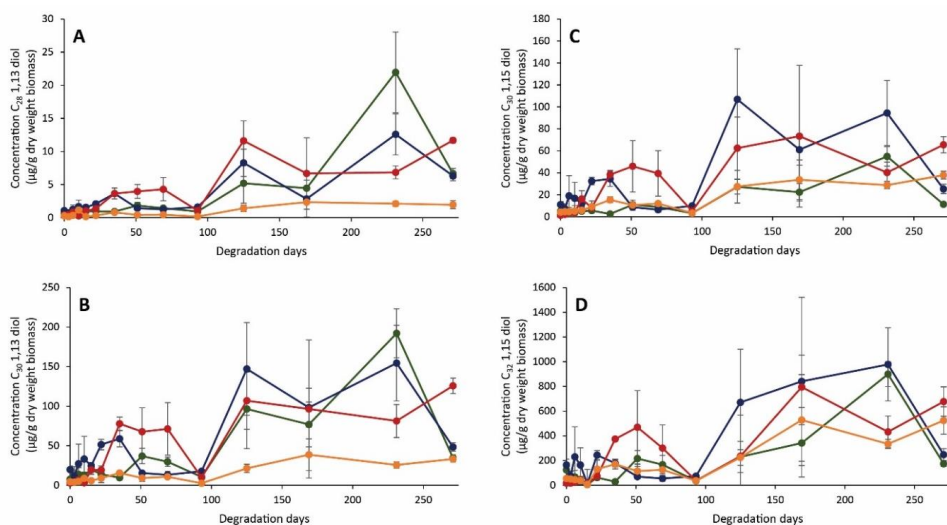 A
Concentration C28 1,13 diol
(µg/g dry weight biomass)
30
25
20
15
10
5
0
0 50 100 150 200 250
Degradation days
C
Concentration C30 1,15 diol
(µg/g dry weight biomass)
180
160
140
120
100
80
60
40
20
0
0 50 100 150 200 250
Degradation days
B
Concentration C30 1,13 diol
(µg/g dry weight biomass)
250
200
150
100
50
0
0 50 100 150 200 250
Degradation days
D
Concentration C32 1,15 diol
(µg/g dry weight biomass)
1600
1400
1200
1000
800
600
400
200
0
0 50 100 150 200 250
Degradation days